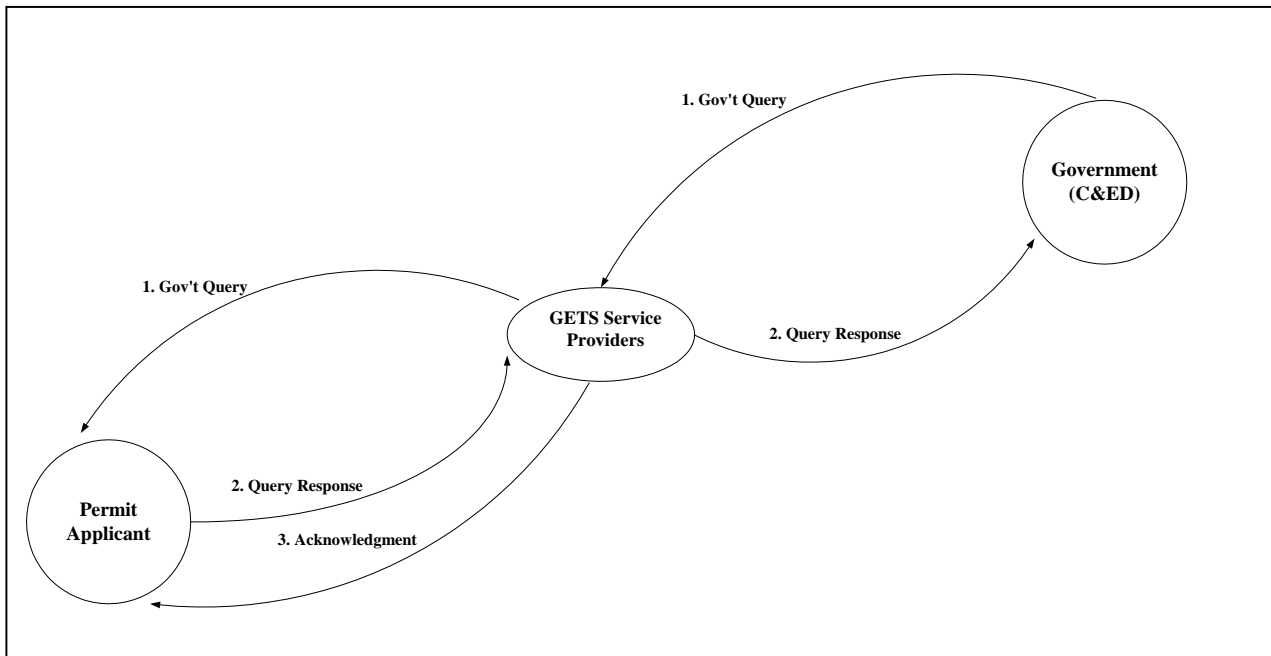 1. Gov't Query
Government
(C&ED)
1. Gov't Query
GETS Service
Providers
2. Query Response
2. Query Response
Permit
Applicant
3. Acknowledgment